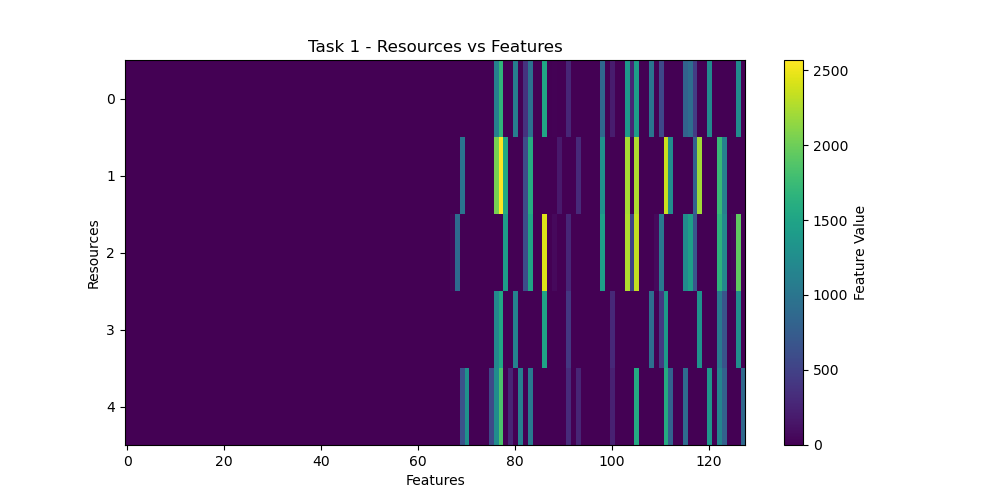 Task 1 - Resources vs Features
Resources
0
1
2
3
4
0 20 40 60 80 100 120
Features
2500
2000
1500
1000
500
0
Feature Value